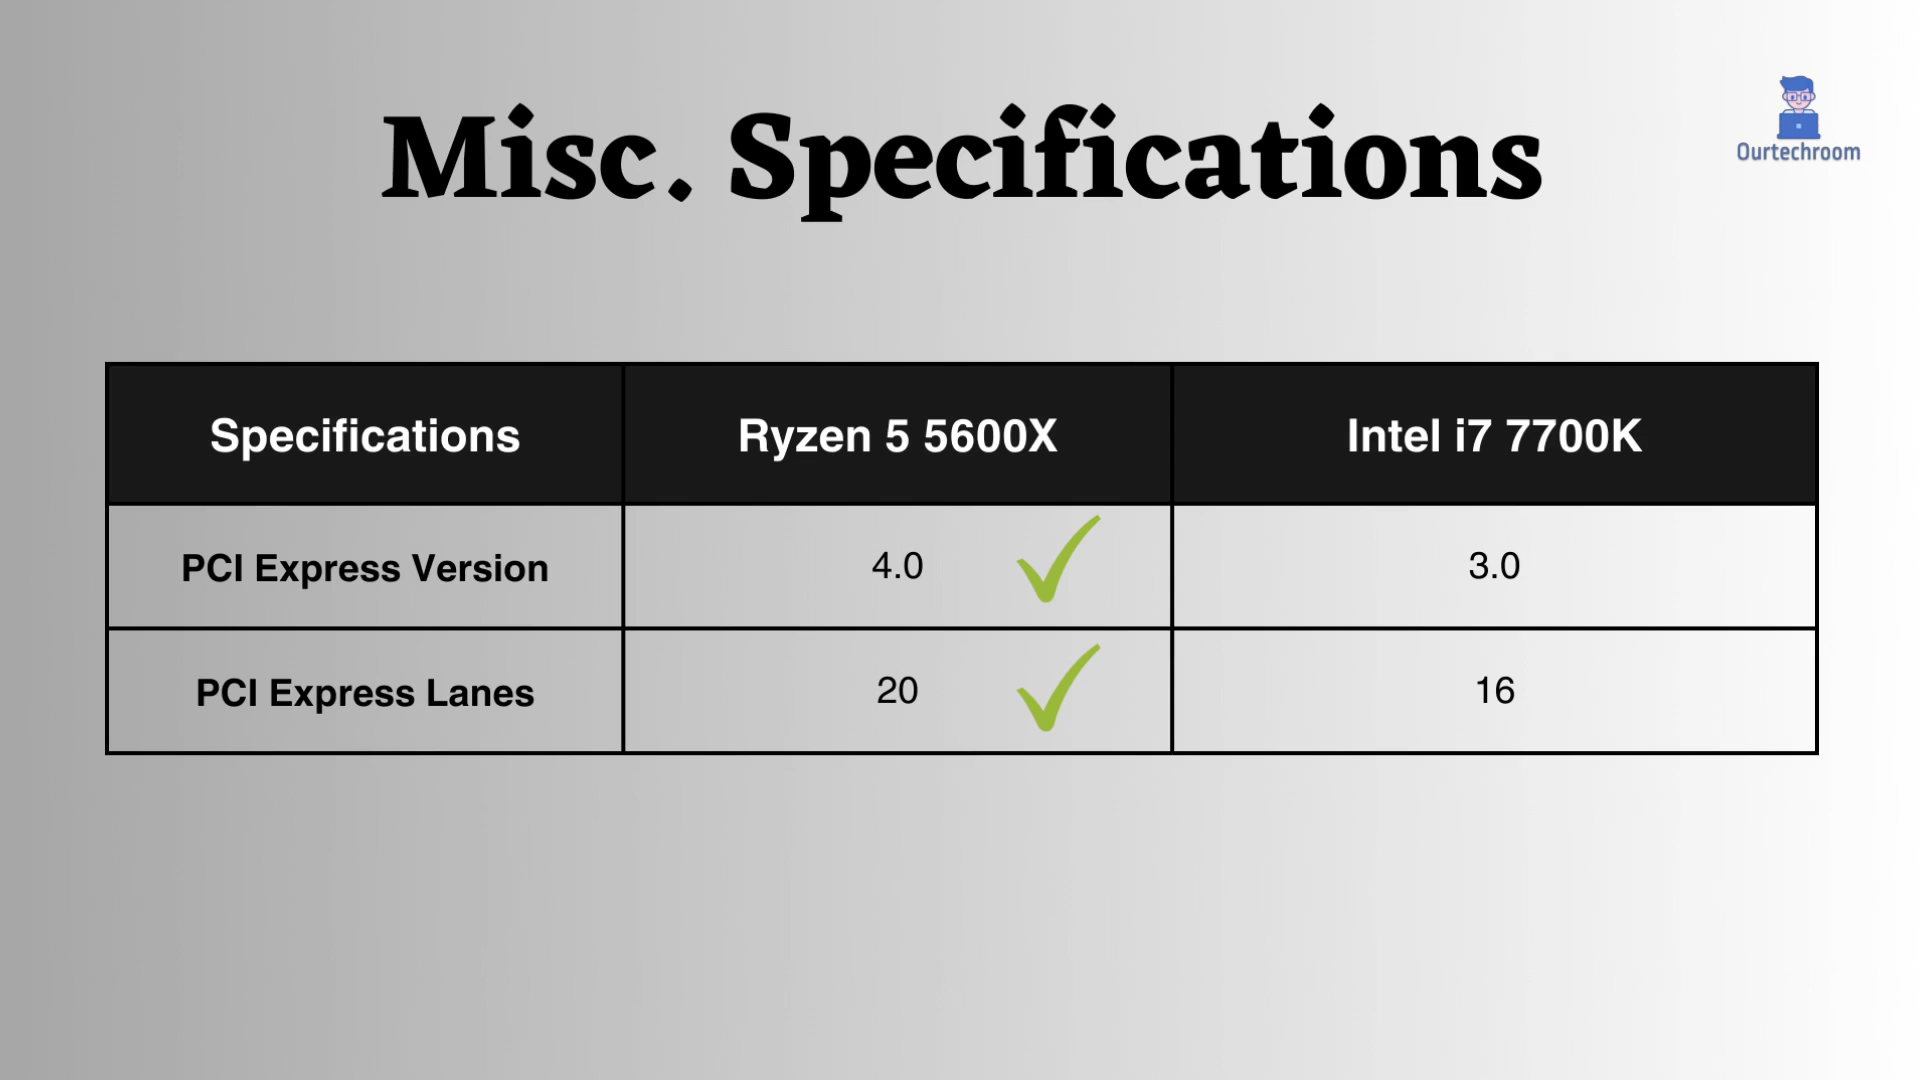 Misc. Specifications
Ourtechroom
Specifications Ryzen 5 5600X Intel i7 7700K
PCI Express Version 4.0 3.0
PCI Express Lanes 20 16